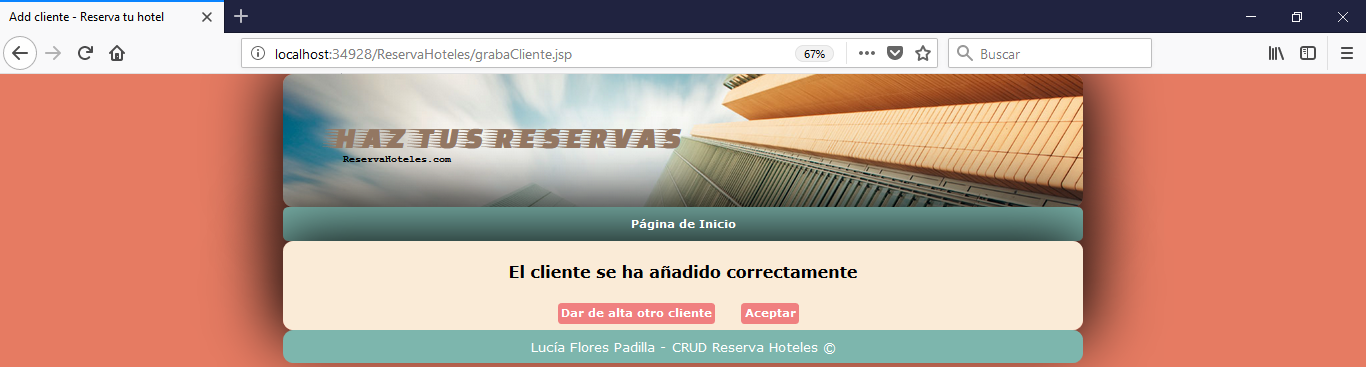 Add cliente - Reserva tu hotel
localhost:34928/ReservaHoteles/grabaCliente.jsp
67%
Buscar
HAZ TUS RESERVAS
ReservaHoteles.com
Página de Inicio
El cliente se ha añadido correctamente
Dar de alta otro cliente Aceptar
Lucía Flores Padilla - CRUD Reserva Hoteles ©